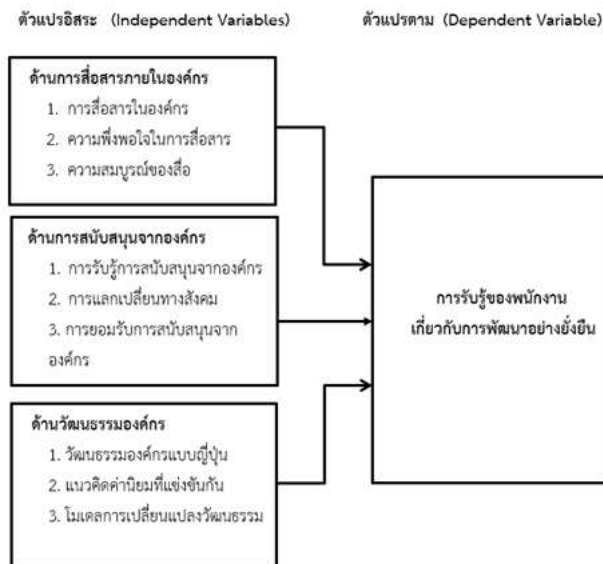 ตัวแปรอิสระ (Independent Variables)
ตัวแปรตาม (Dependent Variable)
ด้านการสื่อสารภายในองค์กร
1. การสื่อสารในองค์กร
2. ความพึ่งพอใจในการสื่อสาร
3. ความสมบูรณ์ของสื่อ
ด้านการสนับสนุนจากองค์กร
1. การรับรู้การสนับสนุนจากองค์กร
2. การแลกเปลี่ยนทางสังคม
3. การยอมรับการสนับสนุนจาก
องค์กร
ด้านวัฒนธรรมองค์กร
1. วัฒนธรรมองค์กรแบบญี่ปุ่น
2. แนวคิดค่านิยมที่แข่งขันกัน
3. โมเดลการเปลี่ยนแปลงวัฒนธรรม
การรับรู้ของพนักงาน
เกี่ยวกับการพัฒนาอย่างยั่งยืน